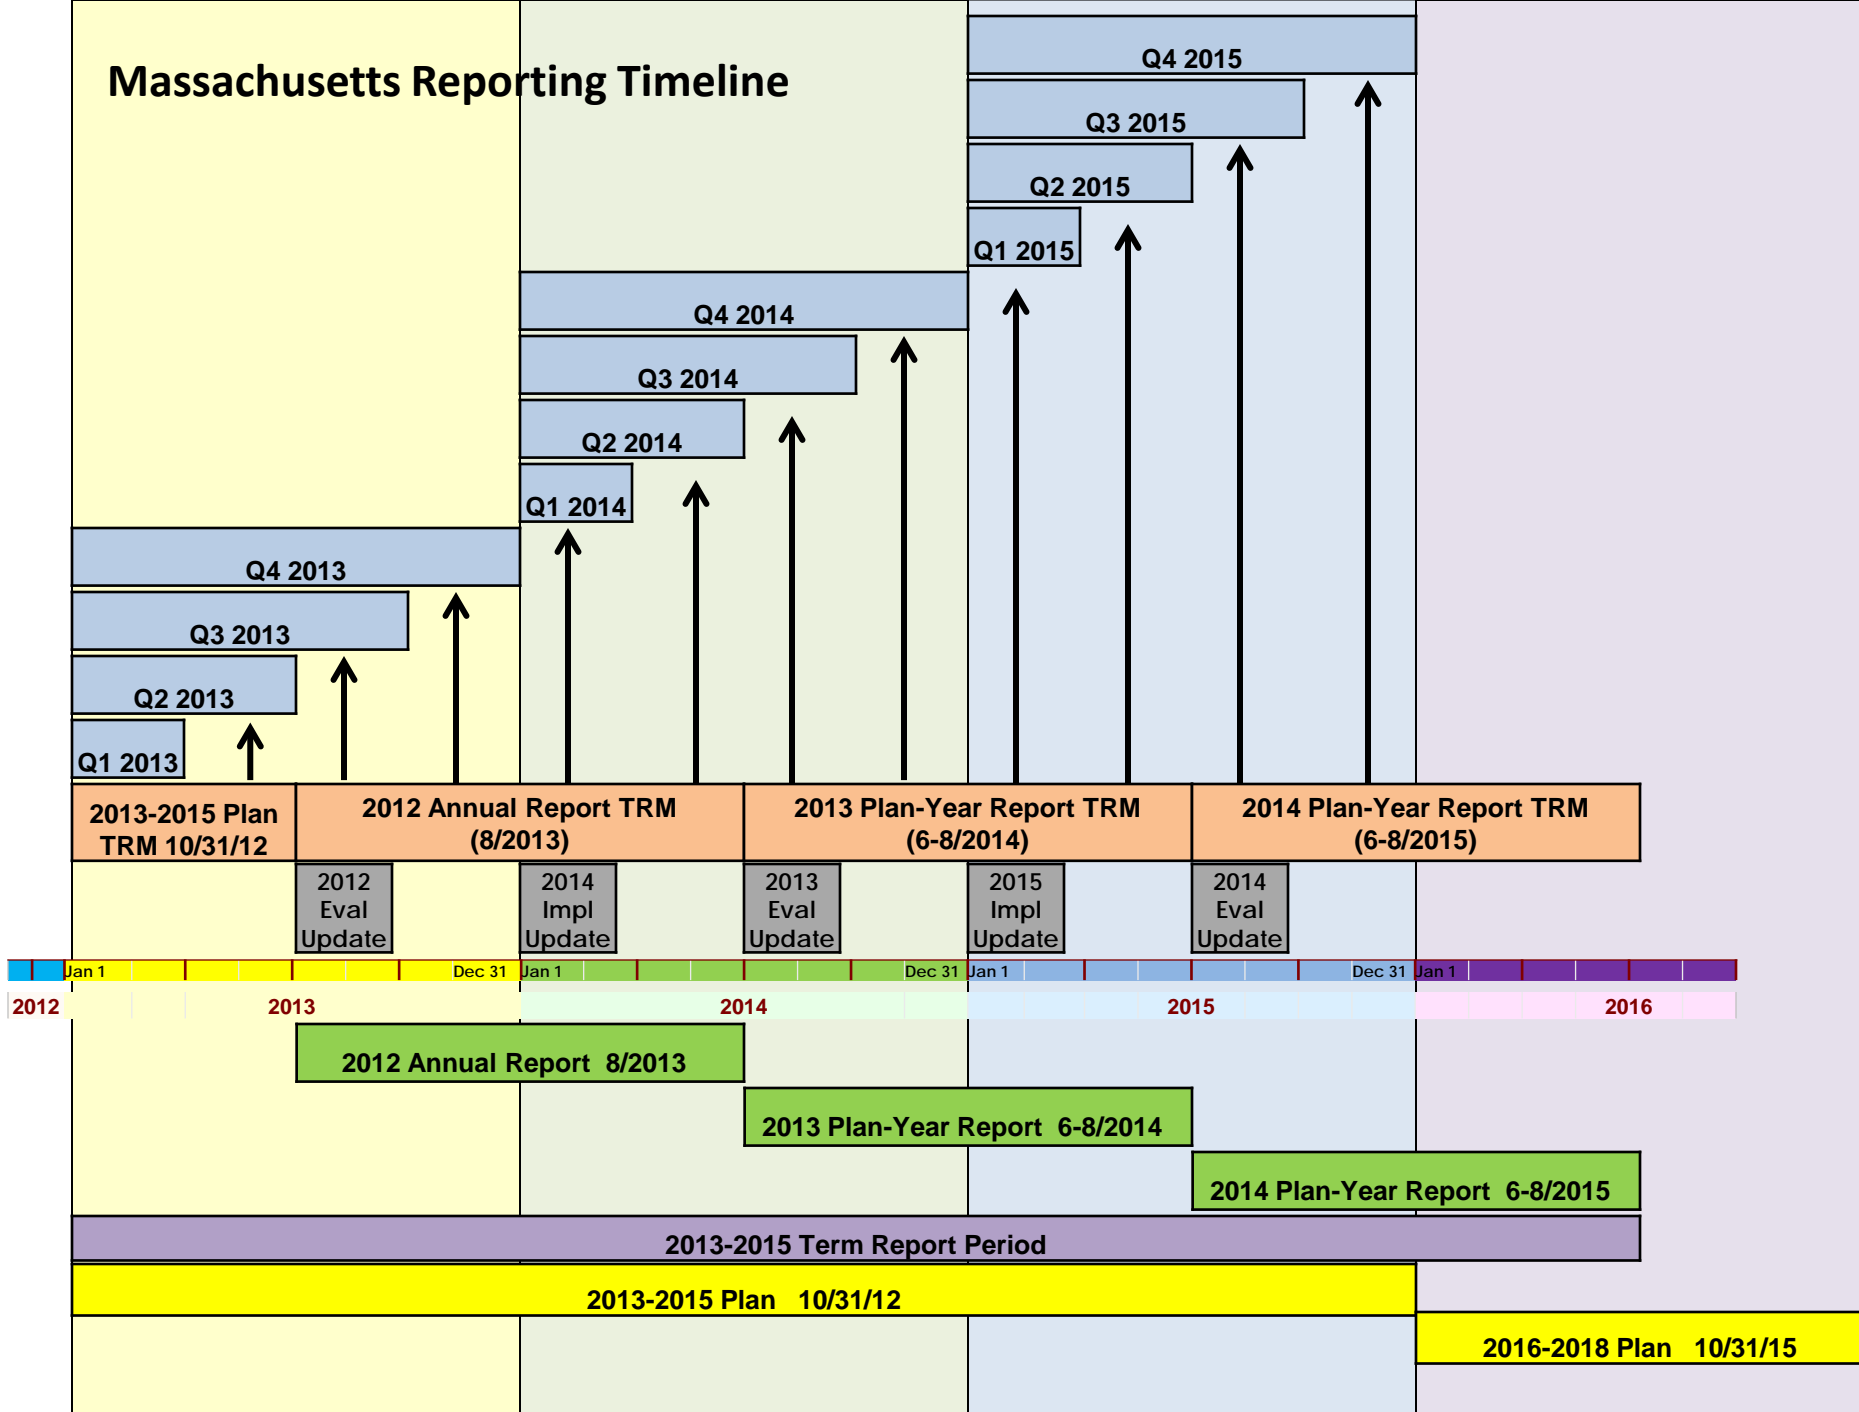 Massachusetts Reporting Timeline
Q4 2015
Q3 2015
Q2 2015
Q1 2015
Q4 2014
Q3 2014
Q2 2014
Q1 2014
Q4 2013
Q3 2013
Q2 2013
Q1 2013
2013-2015 Plan
TRM 10/31/12
2012 Annual Report TRM
(8/2013)
2013 Plan-Year Report TRM
(6-8/2014)
2014 Plan-Year Report TRM
(6-8/2015)
2012
Eval
Update
2014
Impl
Update
2013
Eval
Update
2015
Impl
Update
2014
Eval
Update
Jan 1 Dec 31 Jan 1 Dec 31 Jan 1 Dec 31 Jan 1
2012 2013 2014 2015 2016
2012 Annual Report 8/2013
2013 Plan-Year Report 6-8/2014
2014 Plan-Year Report 6-8/2015
2013-2015 Term Report Period
2013-2015 Plan 10/31/12
2016-2018 Plan 10/31/15